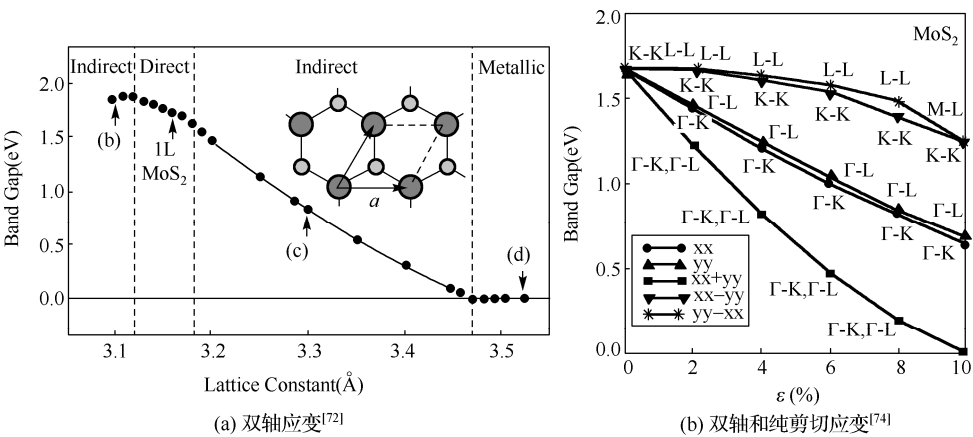 Indirect Direct Indirect Metallic
2.0
1.5
1.0
0.5
0.0
Band Gap(eV)
(b)
1L
MoS2
a
(c)
(d)
3.1 3.2 3.3 3.4 3.5
Lattice Constant(Å)
(a) 双轴应变[72]
MoS2
2.0
1.5
1.0
0.5
0.0
Band Gap(eV)
K-K L-L L-L L-L L-L L-L M-L
K-K K-K K-K K-K K-K
Γ-L Γ-L Γ-L Γ-L Γ-L
Γ-K Γ-K Γ-K Γ-K Γ-K
Γ-K,Γ-L
Γ-K,Γ-L
Γ-K,Γ-L
Γ-K,Γ-L
xx
yy
xx+yy
xx−yy
yy−xx
0 2 4 6 8 10
ε (%)
(b) 双轴和纯剪切应变[74]